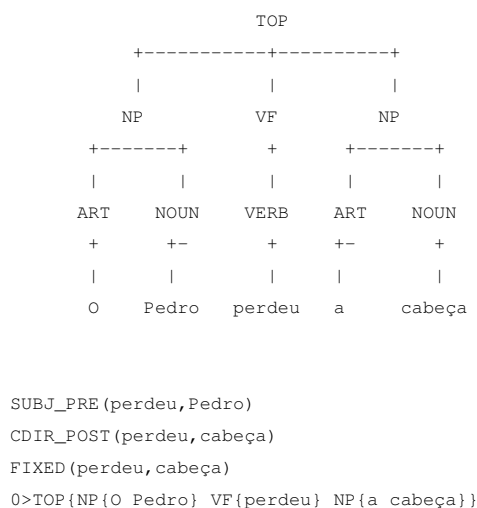 TOP
+-----------+----------+
| | |
NP VF NP
+-------+ + +-------+
| | | | |
ART NOUN VERB ART NOUN
+ +- + +- +
| | | | |
O Pedro perdeu a cabeça
SUBJ_PRE(perdeu,Pedro)
CDIR_POST(perdeu,cabeça)
FIXED(perdeu,cabeça)
0>TOP{NP{O Pedro} VF{perdeu} NP{a cabeça}}